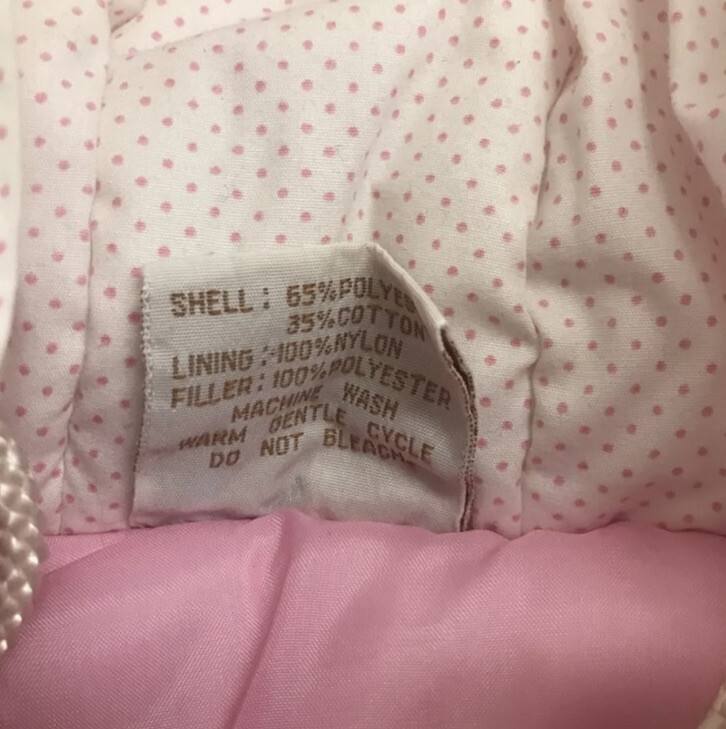 SHELL: 65%POLYES
35%COTTON
LINING:-100%NYLON
FILLER: 100%POLYESTER
MACHINE WASH
WARM GENTLE CYCLE
DO NOT BLEACH.